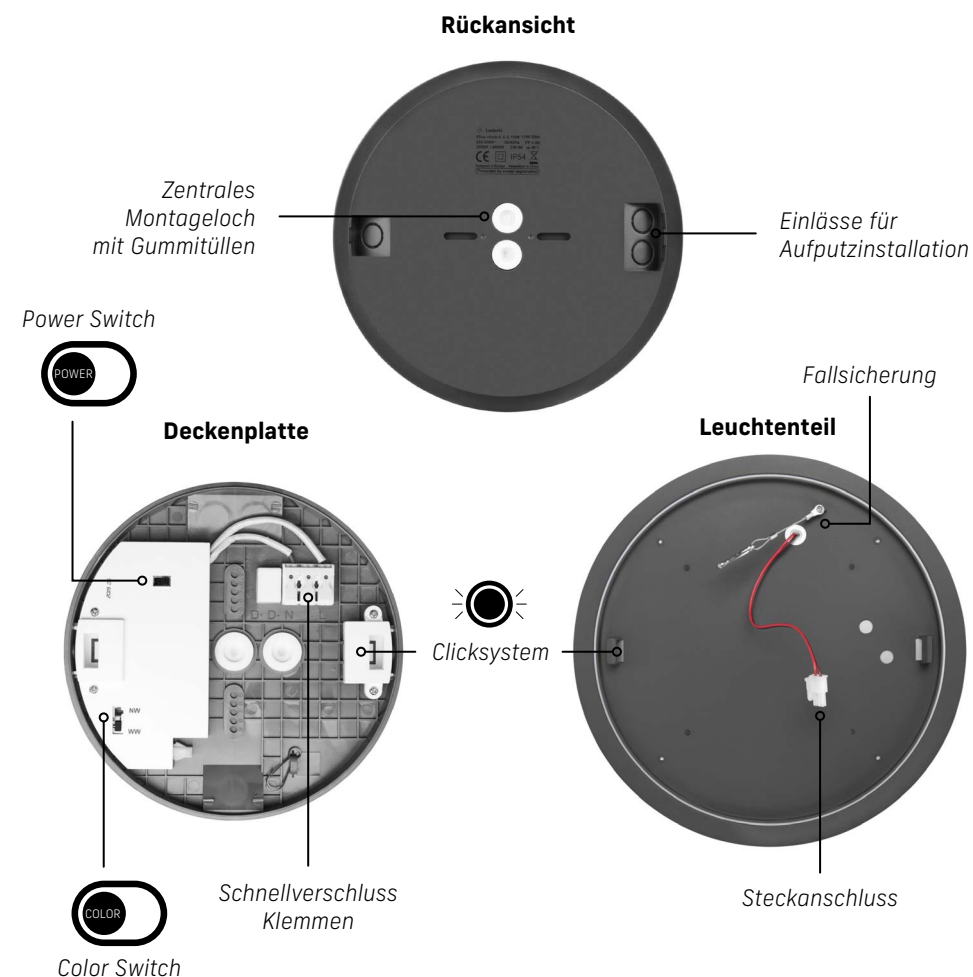 Rückansicht
IP54
Zentrales
Montageloch
mit Gummitüllen
Einlässe für
Aufputzinstallation
Power Switch
POWER
Fallsicherung
Deckenplatte
Leuchtenteil
D- D- N
Clicksystem
NW
WW
Schnellverschluss
Klemmen
Steckanschluss
COLOR
Color Switch